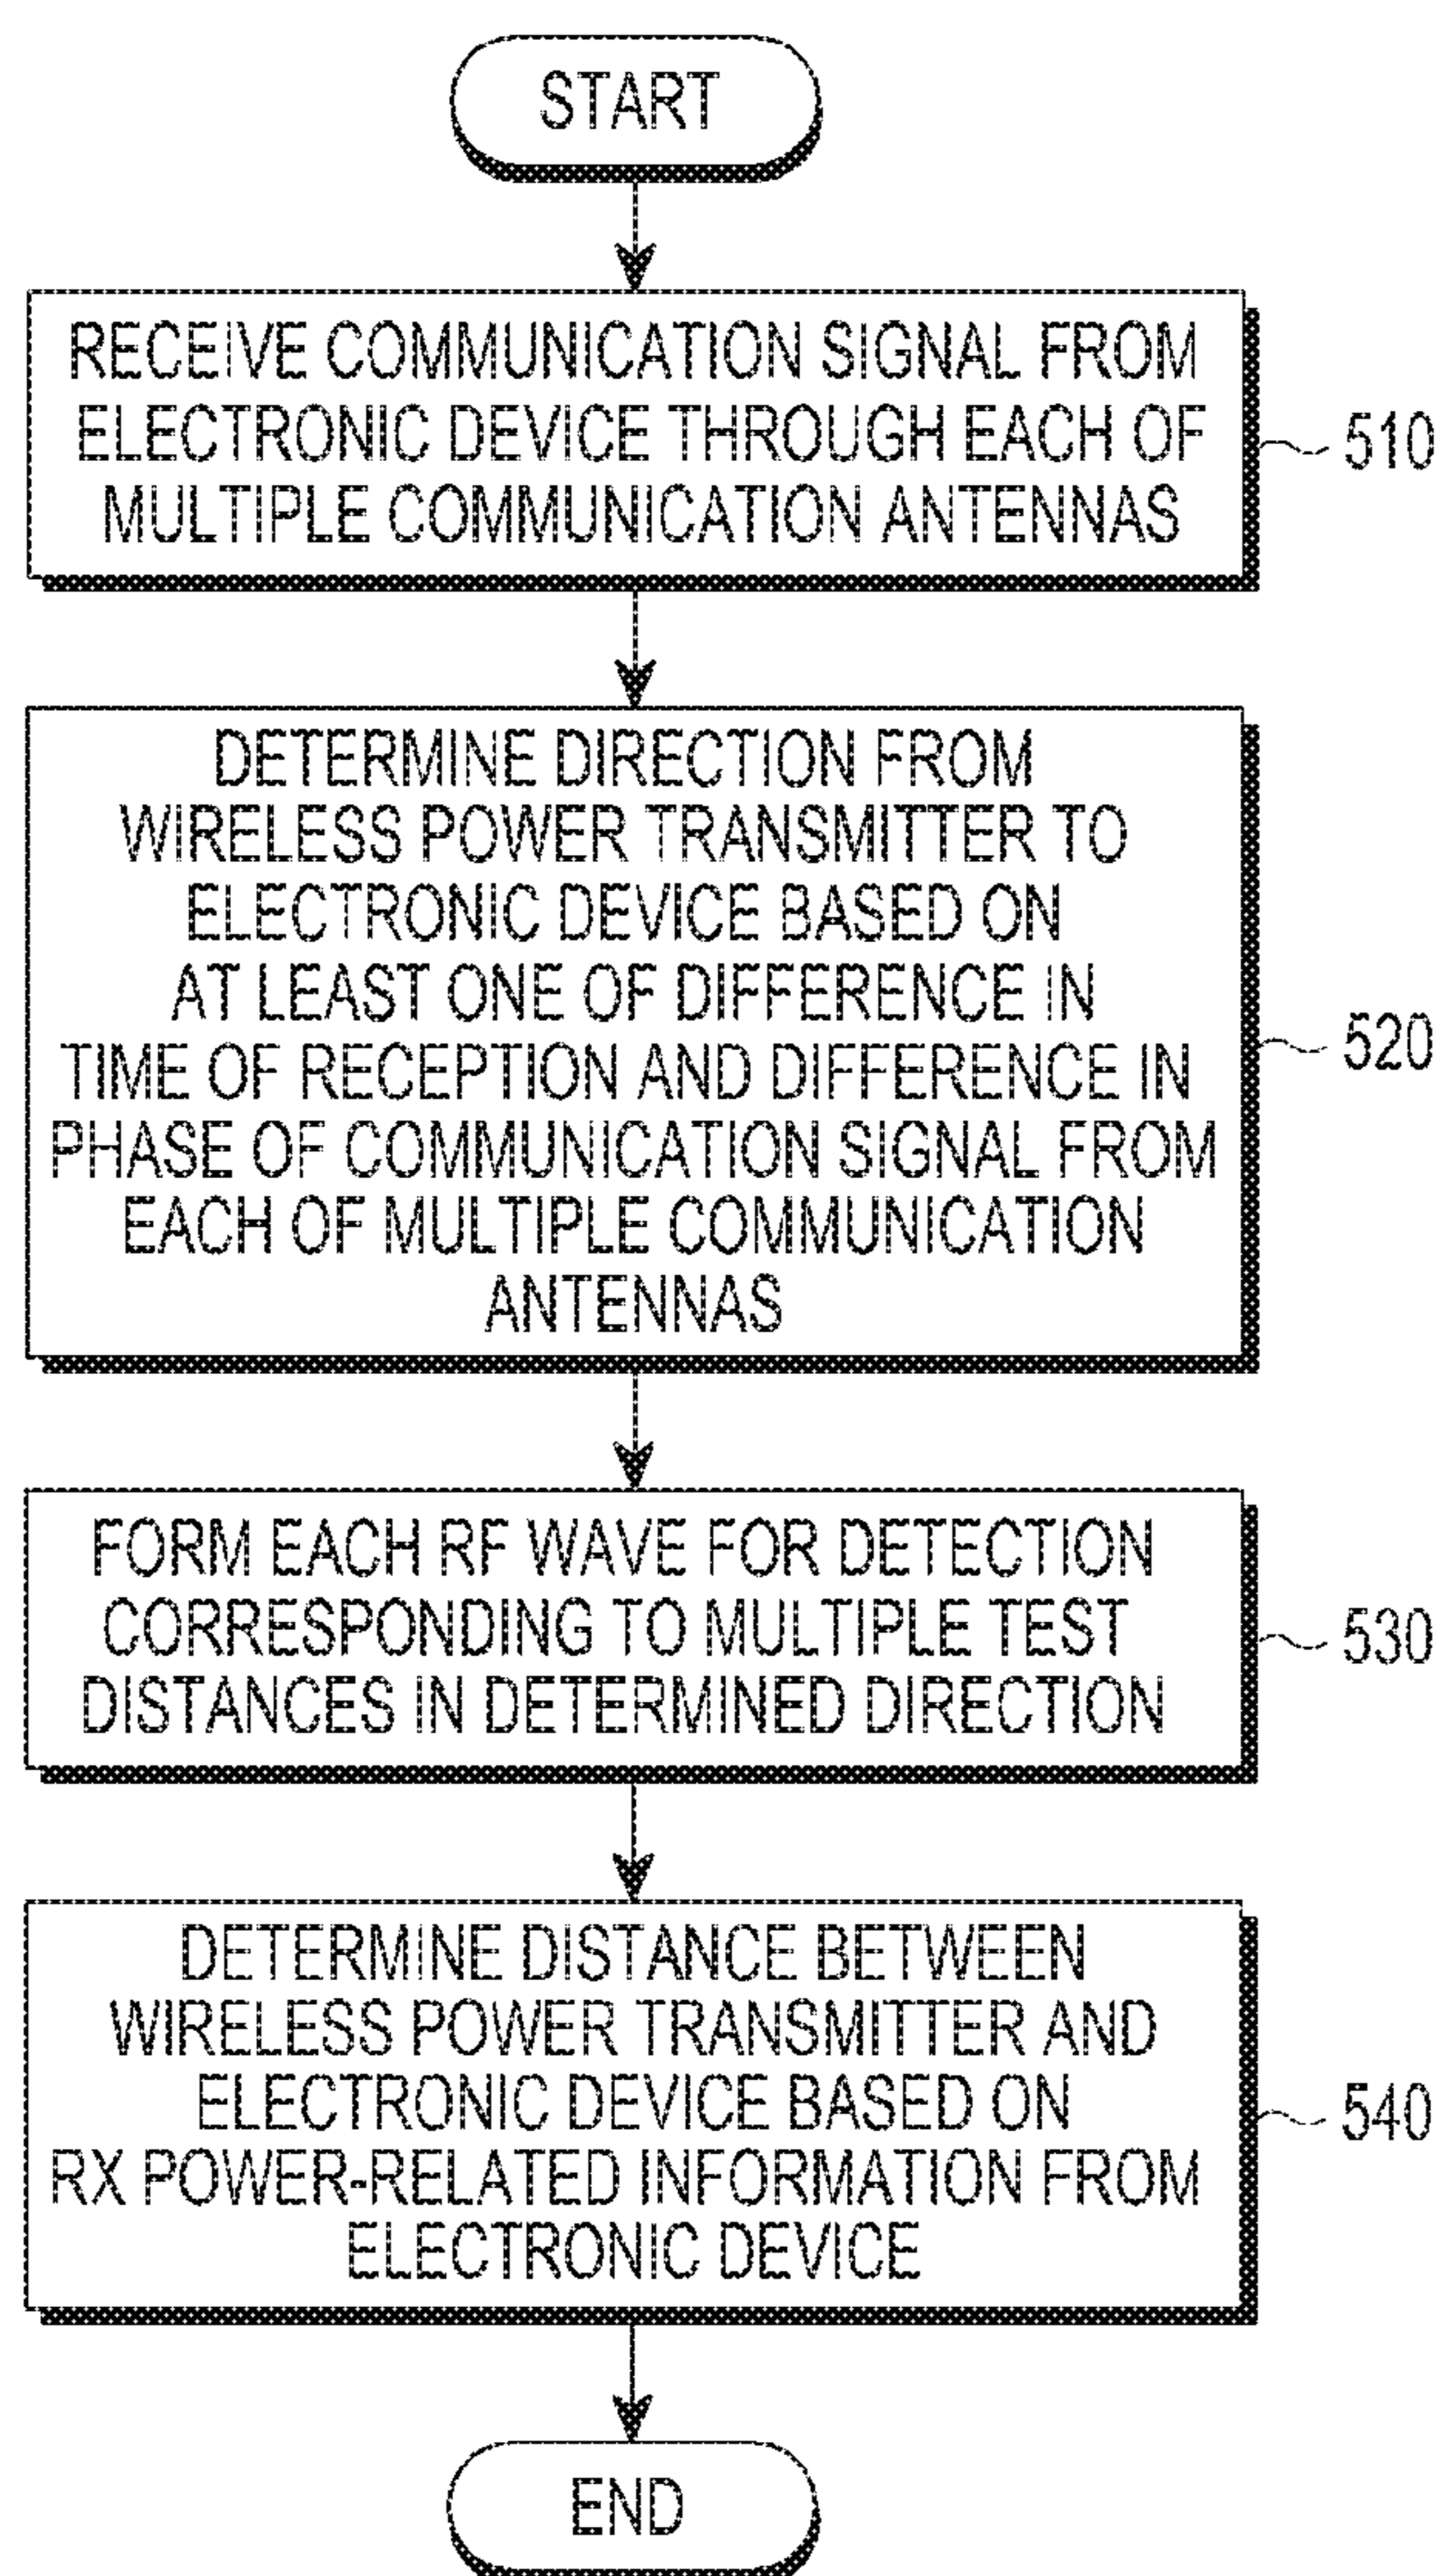 START
RECEIVE COMMUNICATION SIGNAL FROM
ELECTRONIC DEVICE THROUGH EACH OF
MULTIPLE COMMUNICATION ANTENNAS
510
DETERMINE DIRECTION FROM
WIRELESS POWER TRANSMITTER TO
ELECTRONIC DEVICE BASED ON
AT LEAST ONE OF DIFFERENCE IN
TIME OF RECEPTION AND DIFFERENCE IN
PHASE OF COMMUNICATION SIGNAL FROM
EACH OF MULTIPLE COMMUNICATION
ANTENNAS
520
FORM EACH RF WAVE FOR DETECTION
CORRESPONDING TO MULTIPLE TEST
DISTANCES IN DETERMINED DIRECTION
530
DETERMINE DISTANCE BETWEEN
WIRELESS POWER TRANSMITTER AND
ELECTRONIC DEVICE BASED ON
RX POWER-RELATED INFORMATION FROM
ELECTRONIC DEVICE
540
END